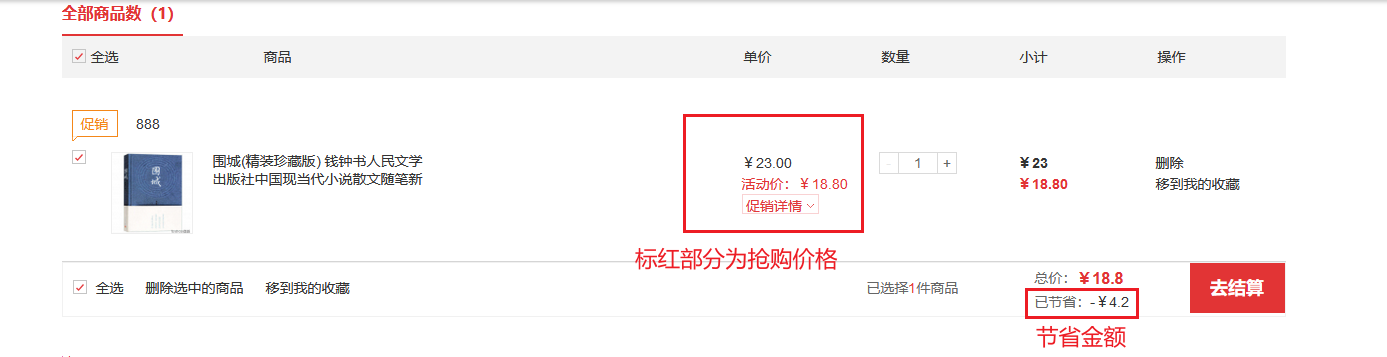 全部商品数（1）
全选 商品 单价 数量 小计 操作
促销 888
围城(精装珍藏版) 钱钟书人民文学
出版社中国现当代小说散文随笔新
围城
￥23.00
活动价：￥18.80
促销详情
- 1 +
￥23
￥18.80
删除
移到我的收藏
标红部分为抢购价格
全选 删除选中的商品 移到我的收藏 已选择1件商品
总价：￥18.8
已节省：-￥4.2
去结算
节省金额